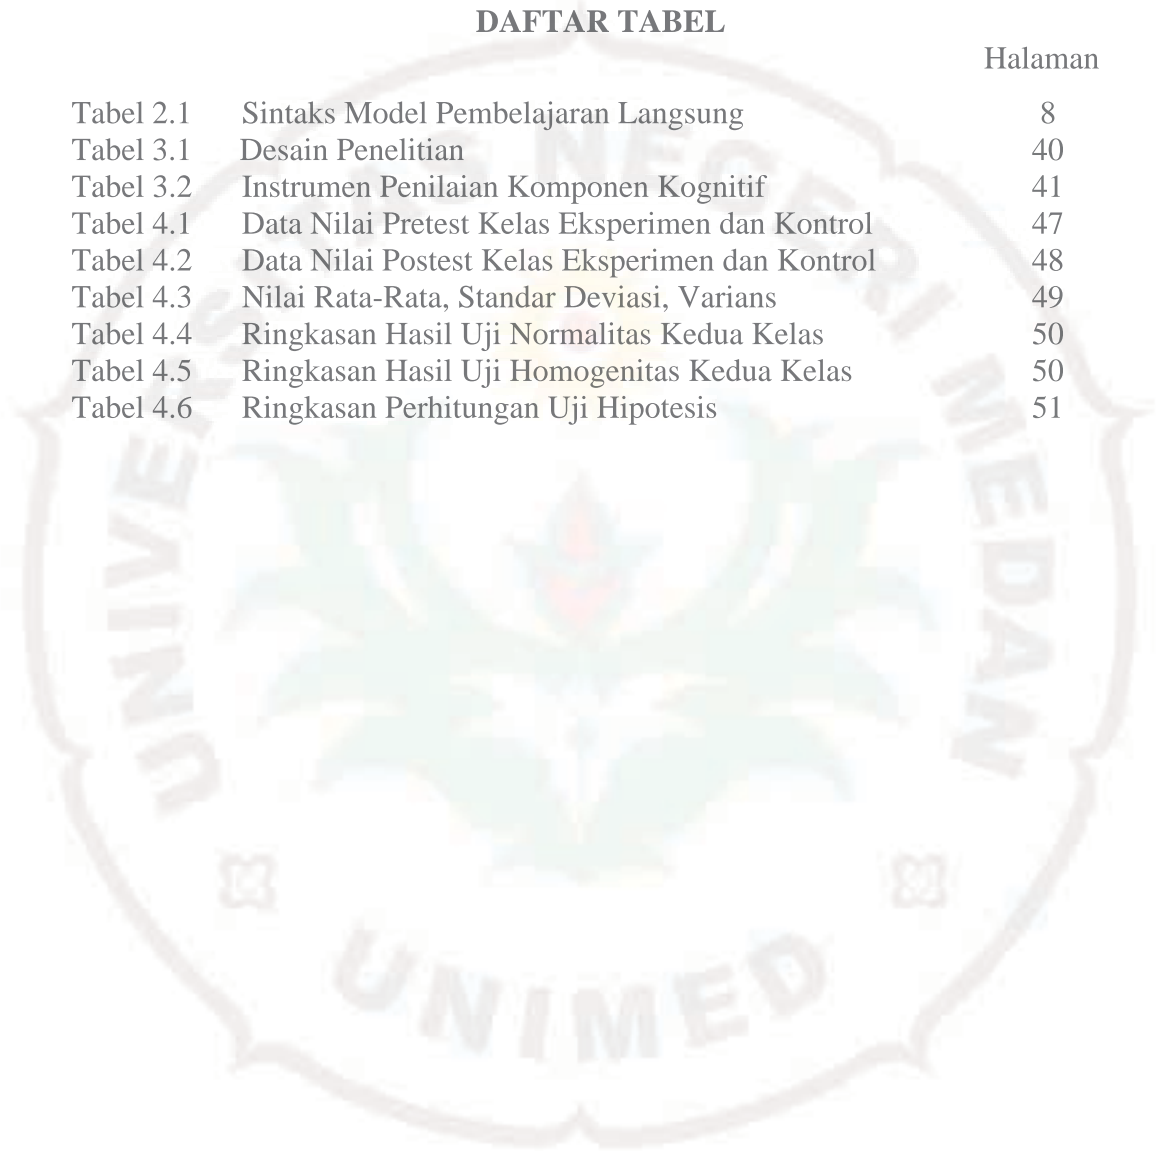 DAFTAR TABEL
Halaman
Tabel 2.1 Sintaks Model Pembelajaran Langsung 8
Tabel 3.1 Desain Penelitian 40
Tabel 3.2 Instrumen Penilaian Komponen Kognitif 41
Tabel 4.1 Data Nilai Pretest Kelas Eksperimen dan Kontrol 47
Tabel 4.2 Data Nilai Postest Kelas Eksperimen dan Kontrol 48
Tabel 4.3 Nilai Rata-Rata, Standar Deviasi, Varians 49
Tabel 4.4 Ringkasan Hasil Uji Normalitas Kedua Kelas 50
Tabel 4.5 Ringkasan Hasil Uji Homogenitas Kedua Kelas 50
Tabel 4.6 Ringkasan Perhitungan Uji Hipotesis 51
UNIVERSITAS NEGERI MEDAN
UNIMED